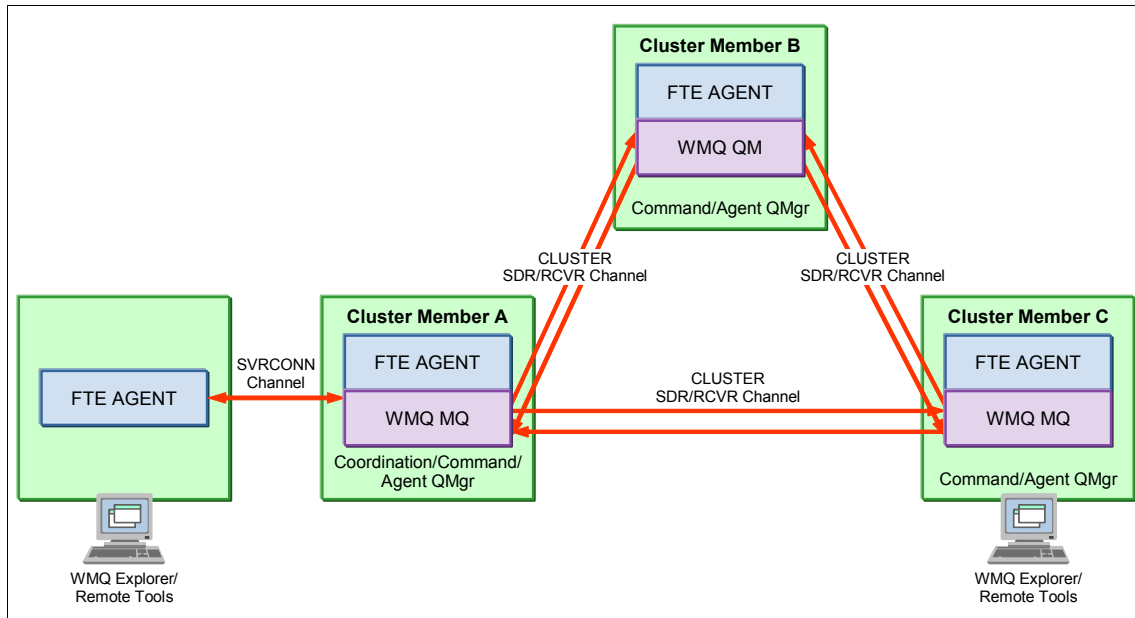 Cluster Member B
FTE AGENT
WMQ QM
Command/Agent QMgr
CLUSTER
SDR/RCVR Channel
CLUSTER
SDR/RCVR Channel
FTE AGENT
SVRCONN
Channel
Cluster Member A
FTE AGENT
WMQ MQ
Coordination/Command/
Agent QMgr
CLUSTER
SDR/RCVR Channel
Cluster Member C
FTE AGENT
WMQ MQ
Command/Agent QMgr
WMQ Explorer/
Remote Tools
WMQ Explorer/
Remote Tools